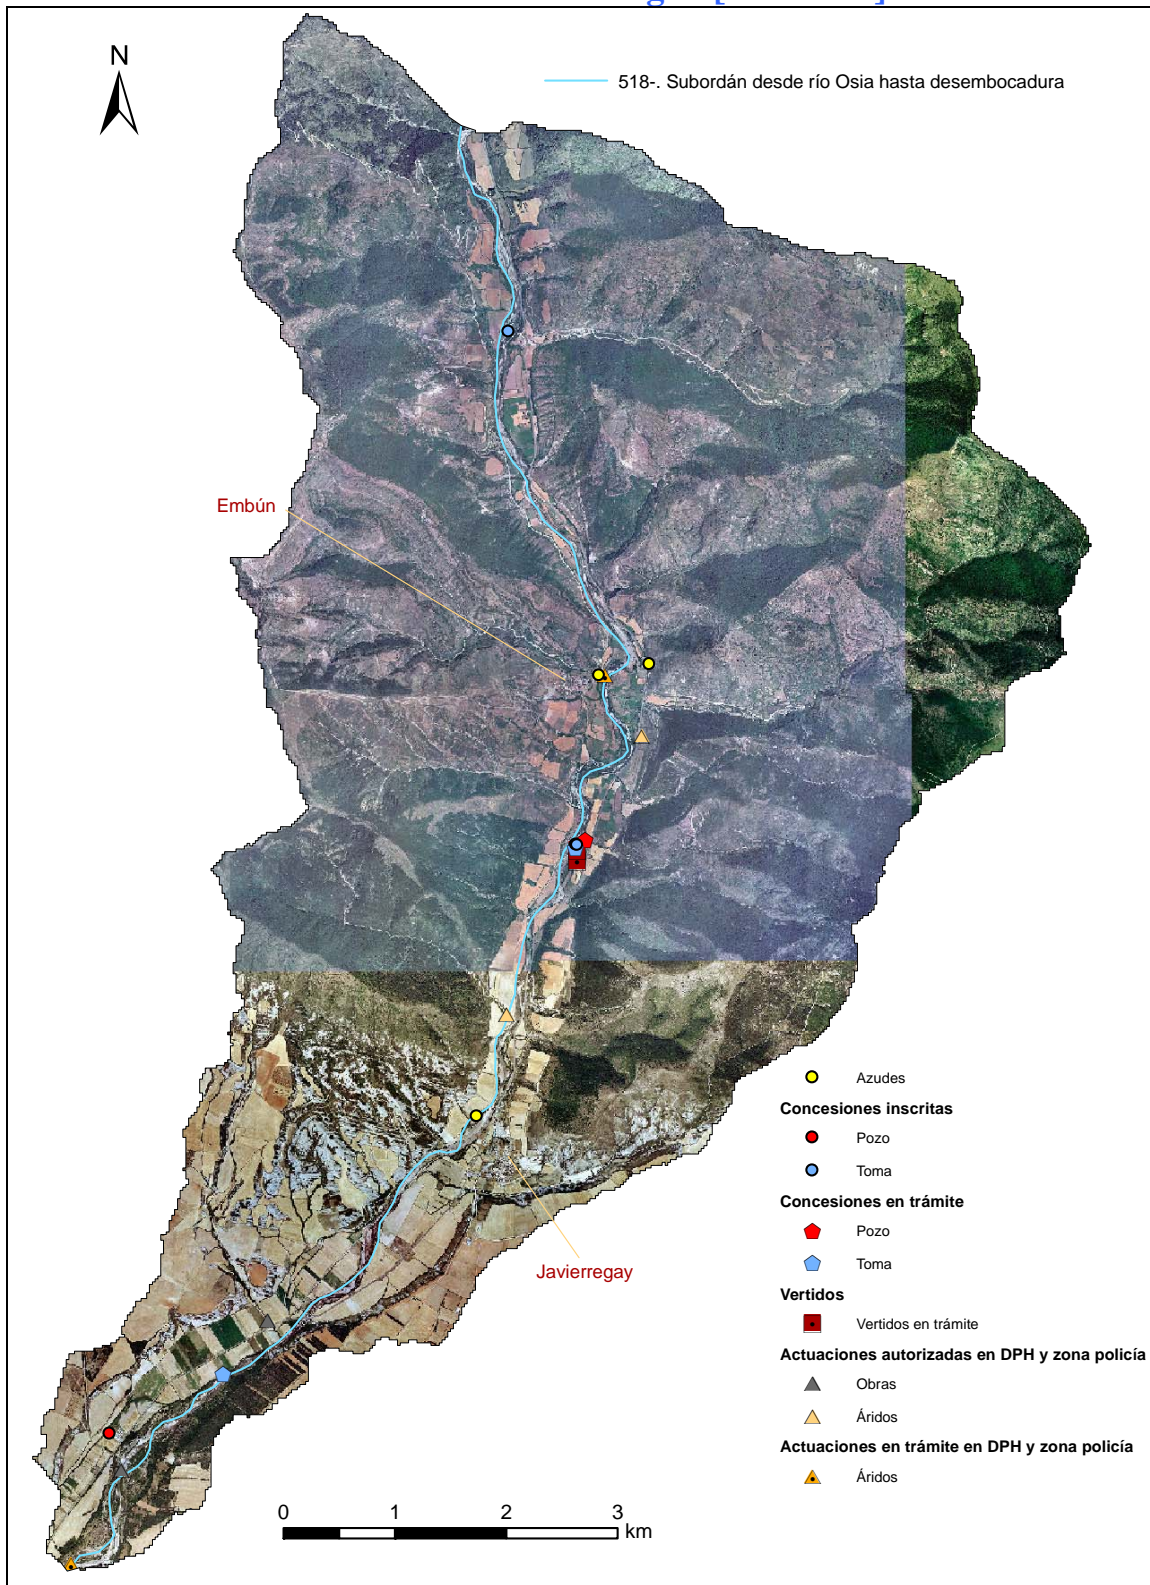 N
518-. Subordán desde río Osia hasta desembocadura
Embún
Azudes
Concesiones inscritas
Pozo
Toma
Concesiones en trámite
Pozo
Toma
Javierregay
Vertidos
Vertidos en trámite
Actuaciones autorizadas en DPH y zona policía
Obras
Áridos
Actuaciones en trámite en DPH y zona policía
Áridos
0 1 2 3
km